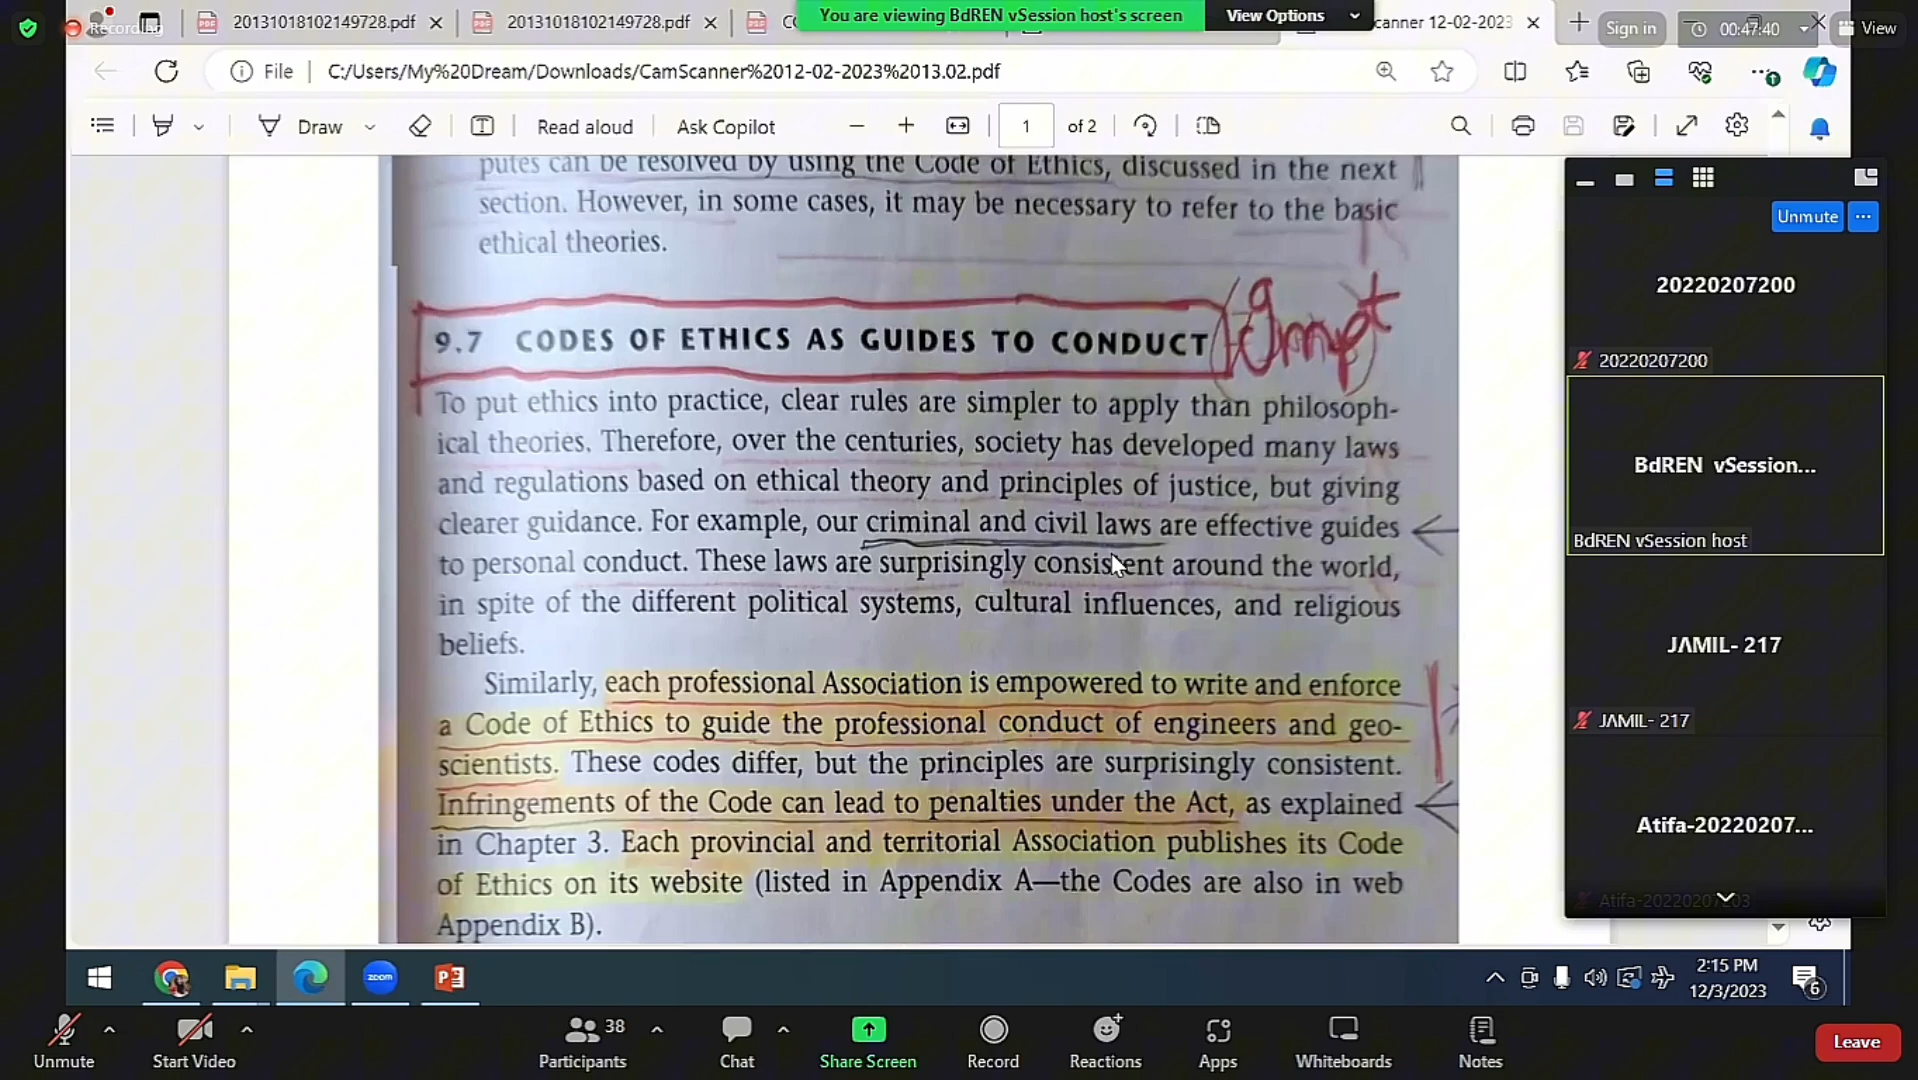 Recording
20131018102149728.pdf
20131018102149728.pdf
You are viewing BdREN vSession host's screen
View Options
canner 12-02-2023
Sign in
00:47:40
View
File
C:/Users/My%20Dream/Downloads/CamScanner%2012-02-2023%2013.02.pdf
Draw
Read aloud
Ask Copilot
1
of 2
putes can be resolved by using the Code of Ethics, discussed in the next
section. However, in some cases, it may be necessary to refer to the basic
ethical theories.
9.7 CODES OF ETHICS AS GUIDES TO CONDUCT
To put ethics into practice, clear rules are simpler to apply than philosoph-
ical theories. Therefore, over the centuries, society has developed many laws
and regulations based on ethical theory and principles of justice, but giving
clearer guidance. For example, our criminal and civil laws are effective guides
to personal conduct. These laws are surprisingly consistent around the world,
in spite of the different political systems, cultural influences, and religious
beliefs.
Similarly, each professional Association is empowered to write and enforce
a Code of Ethics to guide the professional conduct of engineers and geo-
scientists. These codes differ, but the principles are surprisingly consistent.
Infringements of the Code can lead to penalties under the Act, as explained
in Chapter 3. Each provincial and territorial Association publishes its Code
of Ethics on its website (listed in Appendix A—the Codes are also in web
Appendix B).
Unmute
20220207200
20220207200
BdREN vSession...
BdREN vSession host
JAMIL- 217
JAMIL- 217
Atifa-20220207...
Atifa-20220207203
zoom
2:15 PM
12/3/2023
6
Unmute
Start Video
38
Participants
Chat
Share Screen
Record
Reactions
Apps
Whiteboards
Notes
Leave